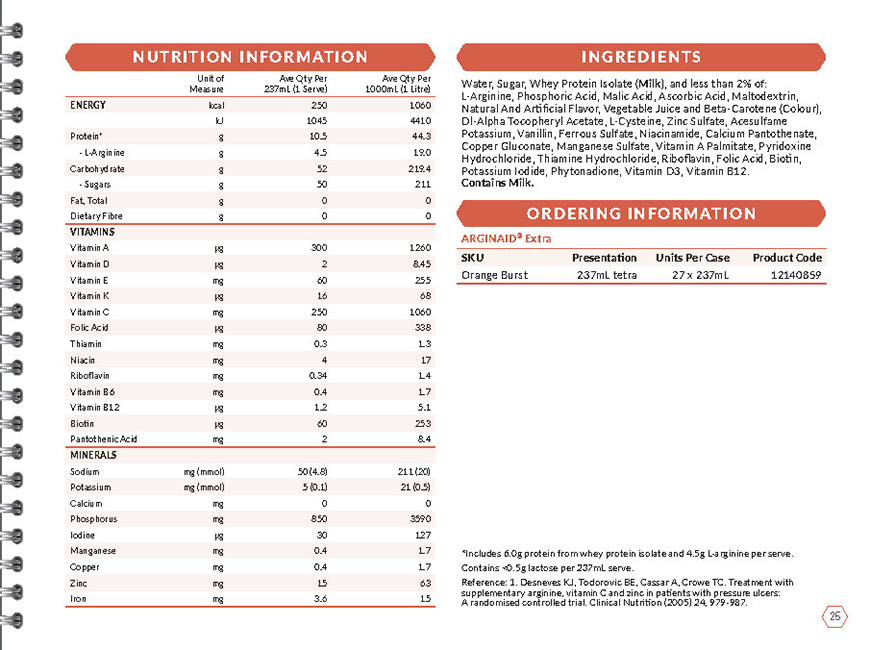 NUTRITION INFORMATION
Unit of Measure Ave Qty Per 237mL (1 Serve) Ave Qty Per 1000mL (1 Litre)
ENERGY kcal 250 1060
kJ 1045 4410
Protein* g 10.5 44.3
- L-Arginine g 4.5 19.0
Carbohydrate g 52 219.4
- Sugars g 50 211
Fat, Total g 0 0
Dietary Fibre g 0 0
VITAMINS
Vitamin A µg 300 1260
Vitamin D µg 2 8.45
Vitamin E mg 60 255
Vitamin K µg 16 68
Vitamin C mg 250 1060
Folic Acid µg 80 338
Thiamin mg 0.3 1.3
Niacin mg 4 17
Riboflavin mg 0.34 1.4
Vitamin B6 mg 0.4 1.7
Vitamin B12 µg 1.2 5.1
Biotin µg 60 253
Pantothenic Acid mg 2 8.4
MINERALS
Sodium mg (mmol) 50 (4.8) 211 (20)
Potassium mg (mmol) 5 (0.1) 21 (0.5)
Calcium mg 0 0
Phosphorus mg 850 3590
Iodine µg 30 127
Manganese mg 0.4 1.7
Copper mg 0.4 1.7
Zinc mg 15 63
Iron mg 3.6 15
INGREDIENTS
Water, Sugar, Whey Protein Isolate (Milk), and less than 2% of:
L-Arginine, Phosphoric Acid, Malic Acid, Ascorbic Acid, Maltodextrin,
Natural And Artificial Flavor, Vegetable Juice and Beta-Carotene (Colour),
Dl-Alpha Tocopheryl Acetate, L-Cysteine, Zinc Sulfate, Acesulfame
Potassium, Vanillin, Ferrous Sulfate, Niacinamide, Calcium Pantothenate,
Copper Gluconate, Manganese Sulfate, Vitamin A Palmitate, Pyridoxine
Hydrochloride, Thiamine Hydrochloride, Riboflavin, Folic Acid, Biotin,
Potassium Iodide, Phytonadione, Vitamin D3, Vitamin B12.
Contains Milk.
ORDERING INFORMATION
ARGINAID® Extra
SKU Presentation Units Per Case Product Code
Orange Burst 237mL tetra 27 x 237mL 12140859
*Includes 6.0g protein from whey protein isolate and 4.5g L-arginine per serve.
Contains <0.5g lactose per 237mL serve.
Reference: 1. Desneves KJ, Todorovic BE, Cassar A, Crowe TC. Treatment with
supplementary arginine, vitamin C and zinc in patients with pressure ulcers:
A randomised controlled trial. Clinical Nutrition (2005) 24, 979-987.
25